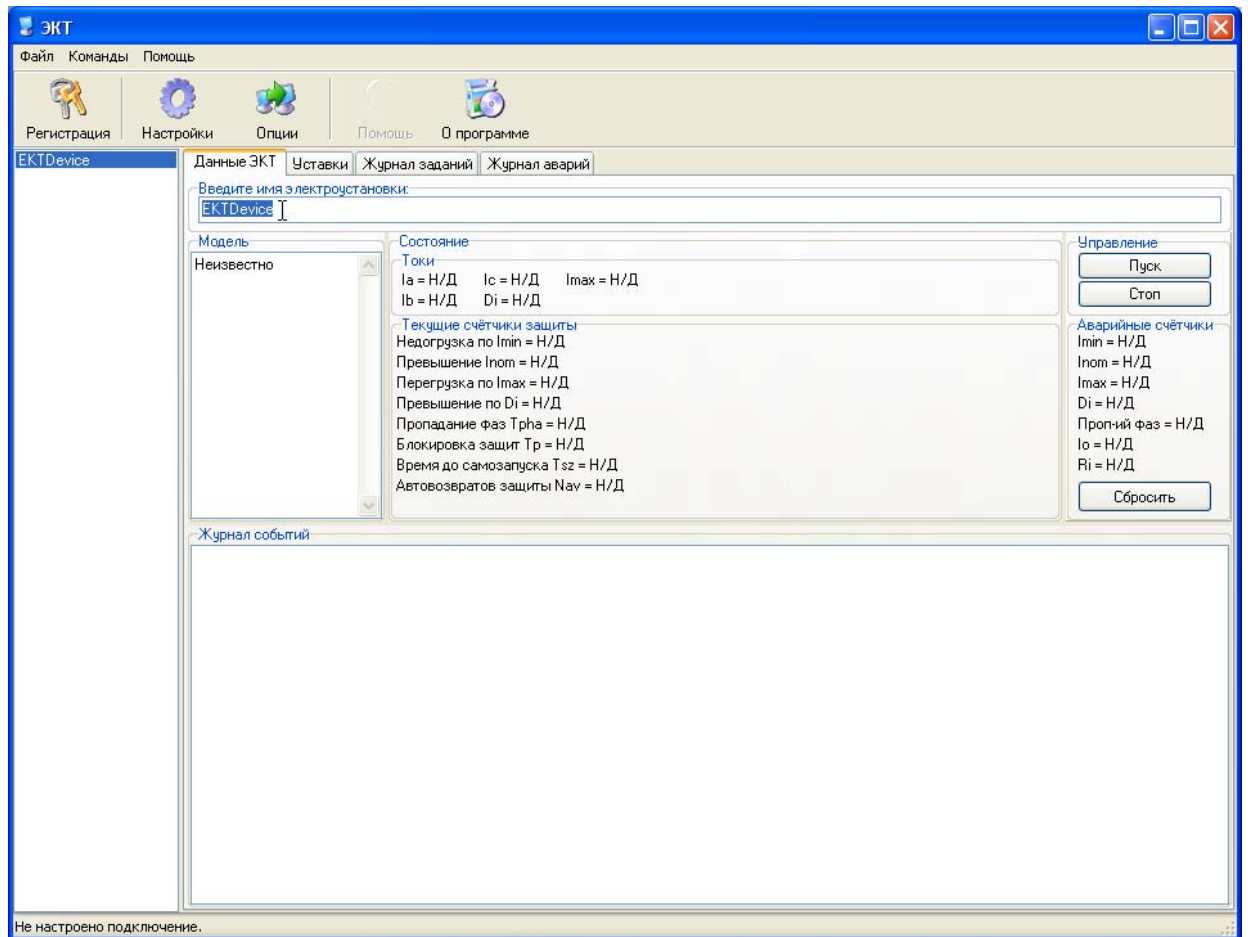 ЭКТ
Файл Команды Помощь
Регистрация Настройки Опции Помощь О программе
EKTDevice
Данные ЭКТ Уставки Журнал заданий Журнал аварий
Введите имя электроустановки:
EKTDevice
Модель
Неизвестно
Состояние
Токи
Ia = Н/Д Ic = Н/Д Imax = Н/Д
Ib = Н/Д Di = Н/Д
Текущие счётчики защиты
Недогрузка по Imin = Н/Д
Превышение Inom = Н/Д
Перегрузка по Imax = Н/Д
Превышение по Di = Н/Д
Пропадание фаз Tpha = Н/Д
Блокировка защит Tp = Н/Д
Время до самозапуска Tsz = Н/Д
Автовозвратов защиты Nav = Н/Д
Управление
Пуск
Стоп
Аварийные счётчики
Imin = Н/Д
Inom = Н/Д
Imax = Н/Д
Di = Н/Д
Проп-ий фаз = Н/Д
Io = Н/Д
Ri = Н/Д
Сбросить
Журнал событий
Не настроено подключение.